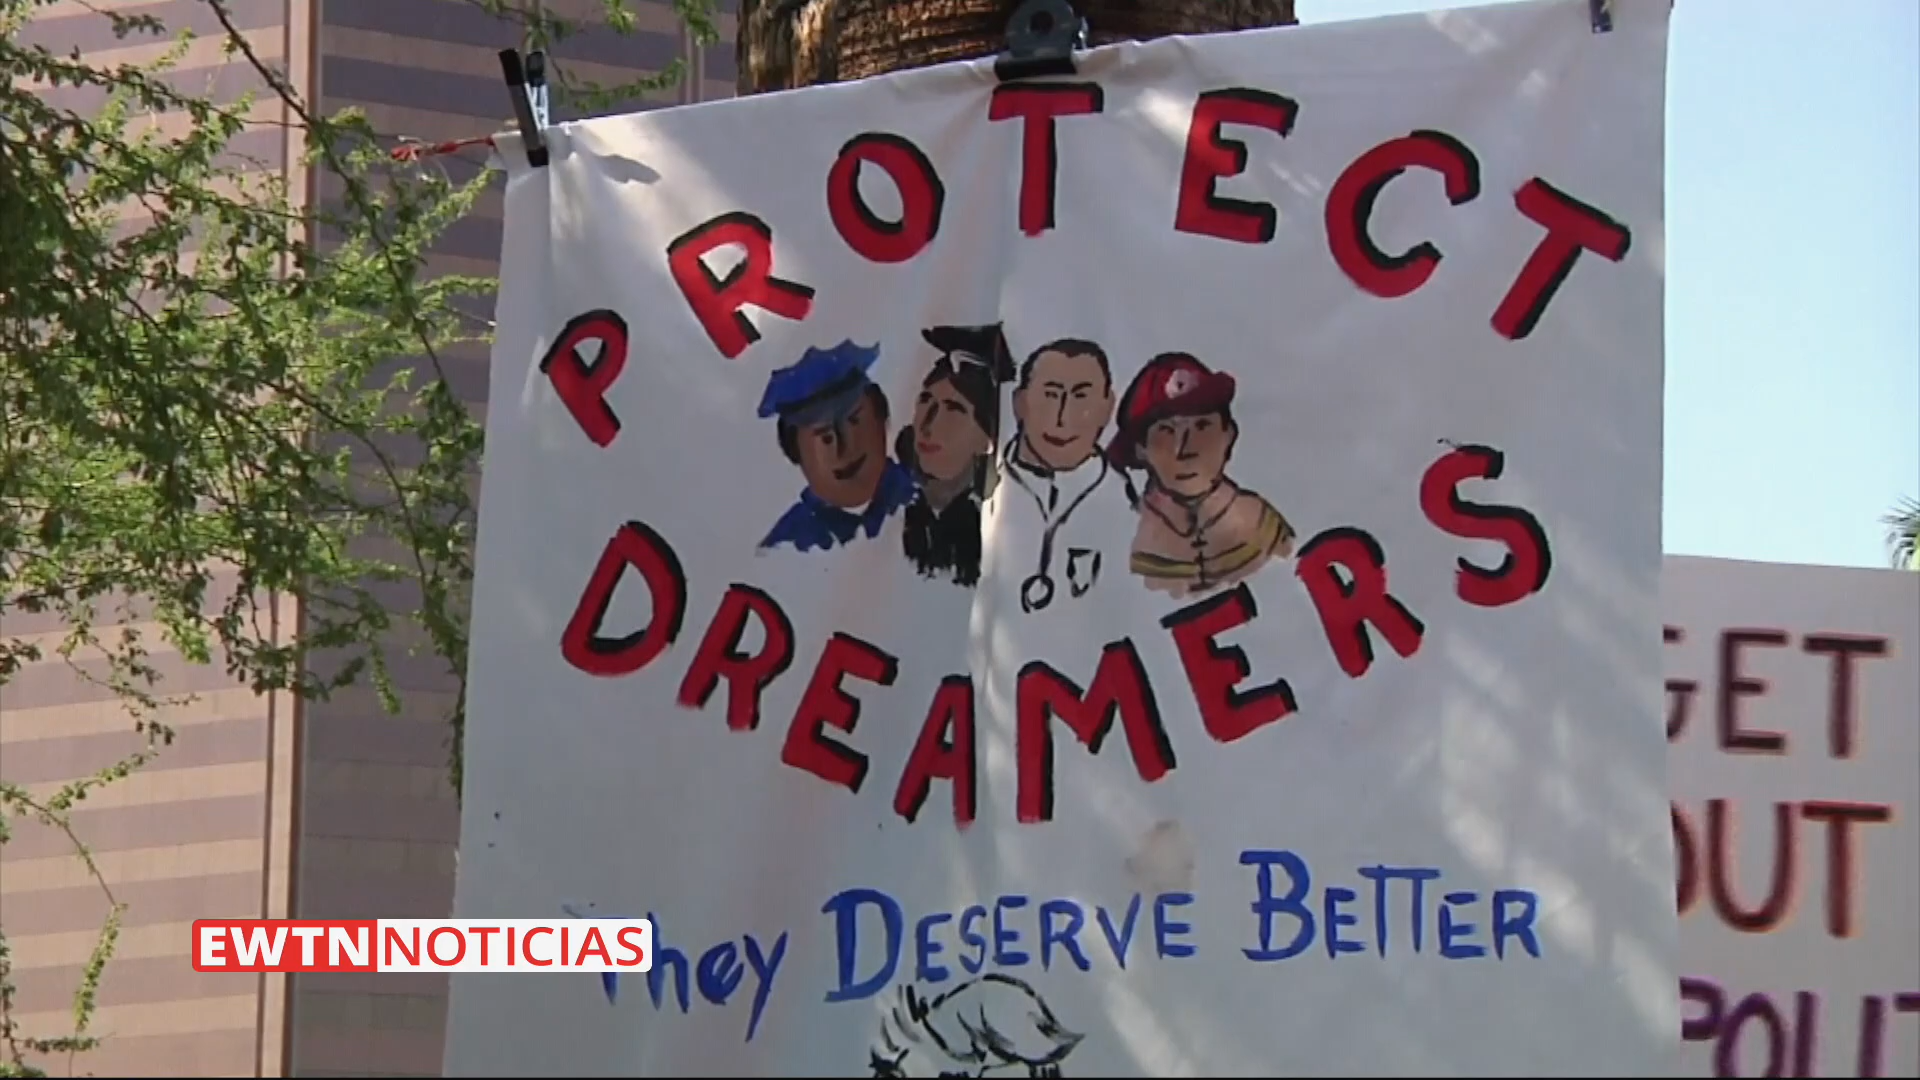 PROTECT
DREAMERS
They DESERVE BETTER
EWTN NOTICIAS
GET
OUT